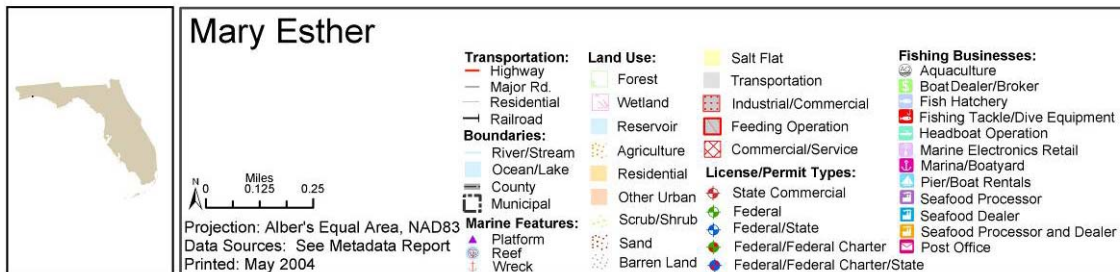 Mary Esther
N
Miles
0 0.125 0.25
Projection: Alber's Equal Area, NAD83
Data Sources: See Metadata Report
Printed: May 2004
Transportation:
Highway
Major Rd.
Residential
Railroad
Boundaries:
River/Stream
Ocean/Lake
County
Municipal
Marine Features:
Platform
Reef
Wreck
Land Use:
Forest
Wetland
Reservoir
Agriculture
Residential
Other Urban
Scrub/Shrub
Sand
Barren Land
Salt Flat
Transportation
Industrial/Commercial
Feeding Operation
Commercial/Service
License/Permit Types:
State Commercial
Federal
Federal/State
Federal/Federal Charter
Federal/Federal Charter/State
Fishing Businesses:
Aquaculture
BoatDealer/Broker
Fish Hatchery
Fishing Tackle/Dive Equipment
Headboat Operation
Marine Electronics Retail
Marina/Boatyard
Pier/Boat Rentals
Seafood Processor
Seafood Dealer
Seafood Processor and Dealer
Post Office